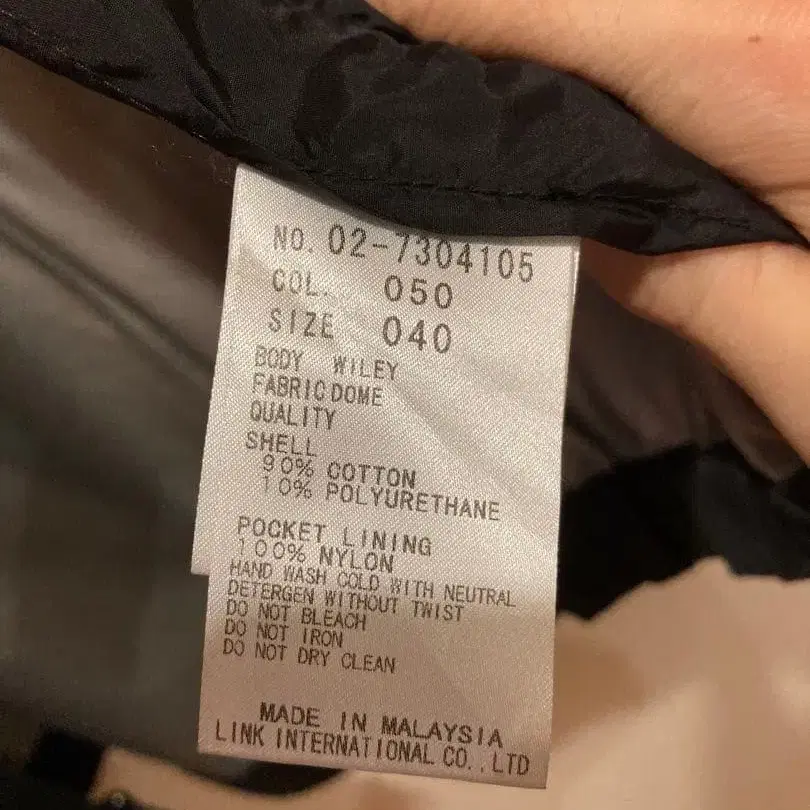 NO. 02-7304105
COL. 050
SIZE 040
BODY WILEY
FABRIC DOME
QUALITY
SHELL
90% COTTON
10% POLYURETHANE
POCKET LINING
100% NYLON
HAND WASH COLD WITH NEUTRAL
DETERGEN WITHOUT TWIST
DO NOT BLEACH
DO NOT IRON
DO NOT DRY CLEAN
MADE IN MALAYSIA
LINK INTERNATIONAL CO.,LTD